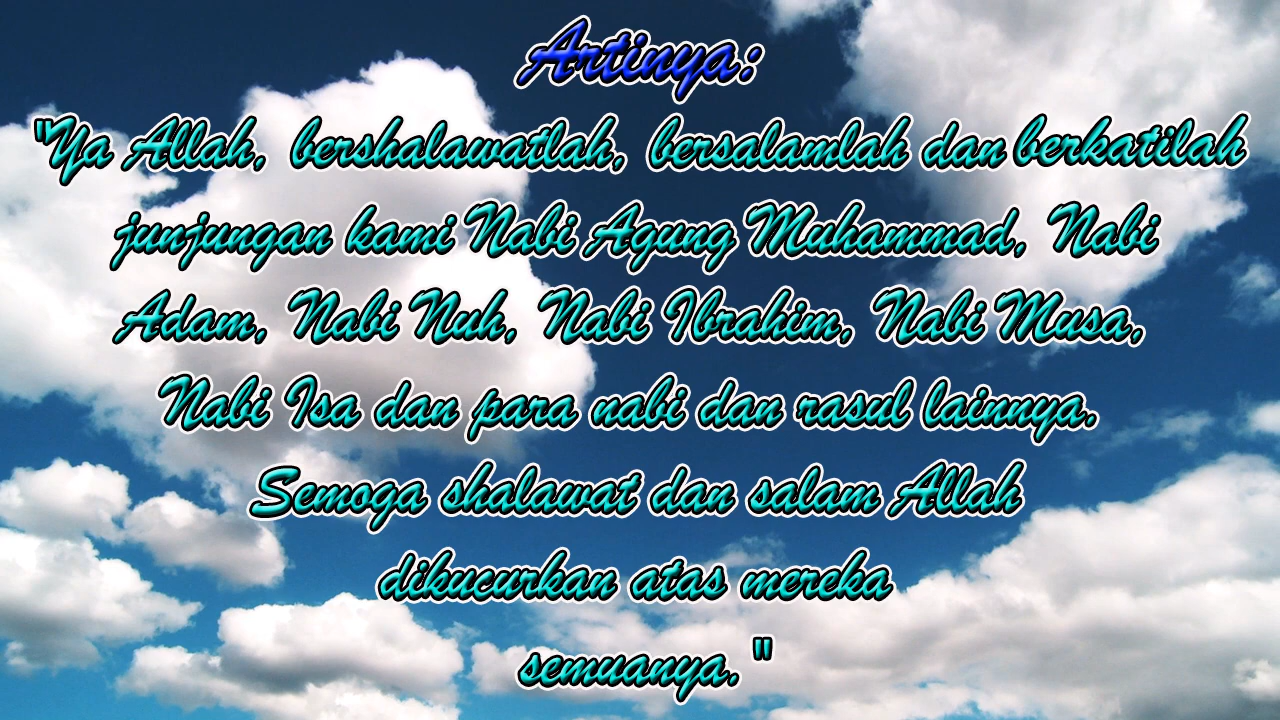 Artinya:
"Ya Allah, bershalawatlah, bersalamlah dan berkatilah
junjungan kami Nabi Agung Muhammad, Nabi
Adam, Nabi Nuh, Nabi Ibrahim, Nabi Musa,
Nabi Isa dan para nabi dan rasul lainnya.
Semoga shalawat dan salam Allah
dikucurkan atas mereka
semuanya."